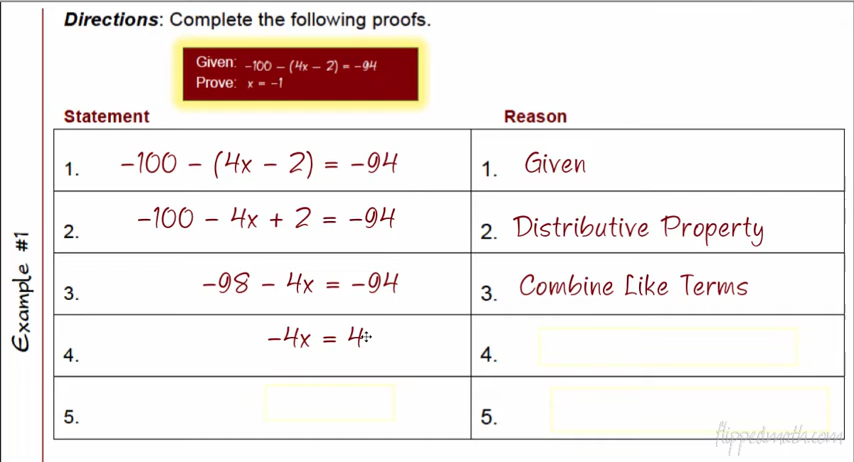 Directions: Complete the following proofs.
Given: -100 - (4x - 2) = -94
Prove: x = -1
Statement Reason
1. -100 - (4x - 2) = -94 1. Given
2. -100 - 4x + 2 = -94 2. Distributive Property
3. -98 - 4x = -94 3. Combine Like Terms
4. -4x = 4 4.
5. 5.
Example #1
flippedmath.com